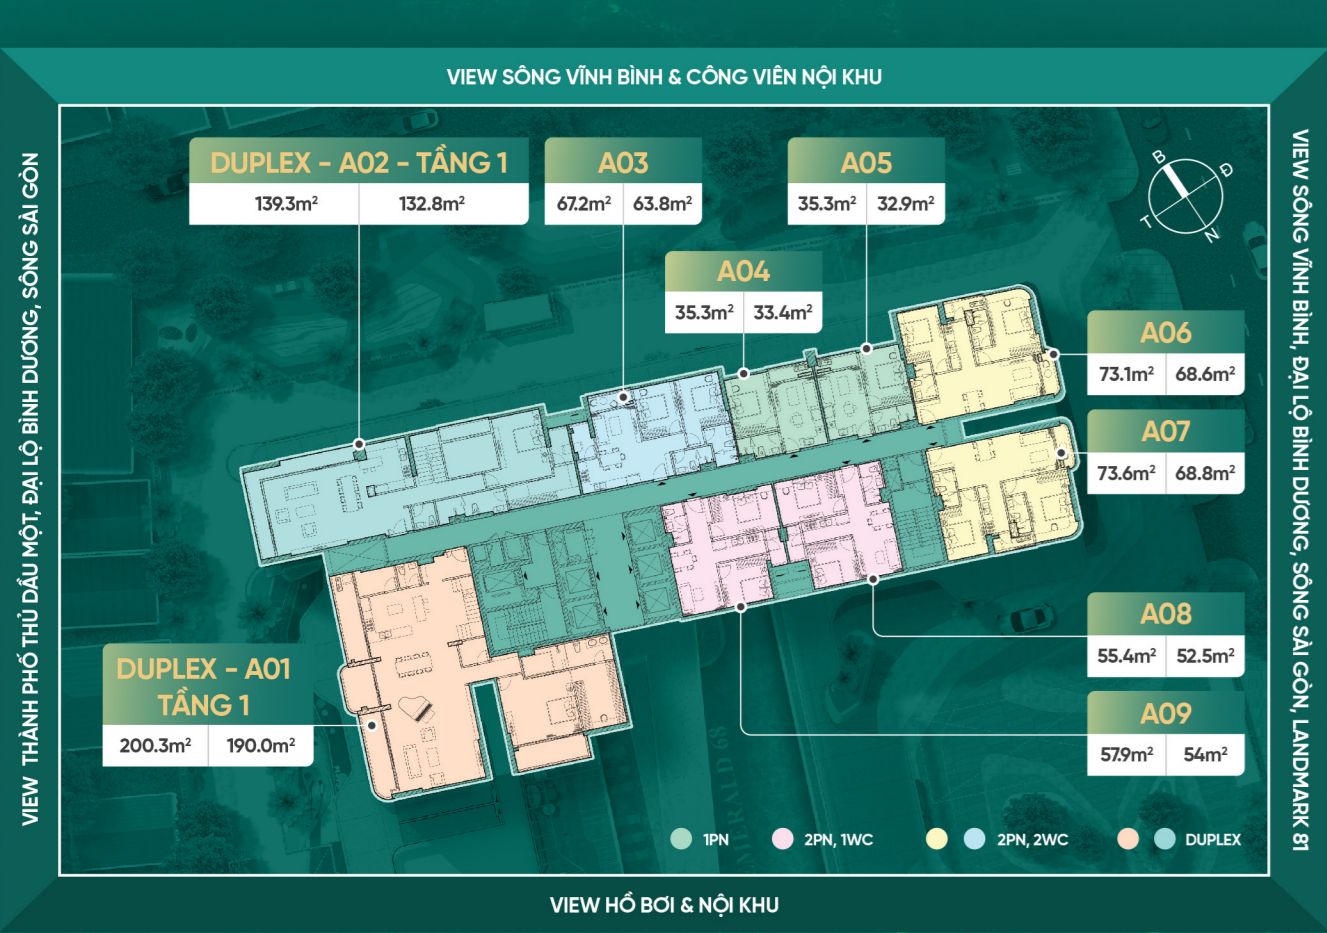 VIEW SÔNG VĨNH BÌNH & CÔNG VIÊN NỘI KHU
VIEW THÀNH PHỐ THỦ DẦU MỘT, ĐẠI LỘ BÌNH DƯƠNG, SÔNG SÀI GÒN
VIEW SÔNG VĨNH BÌNH, ĐẠI LỘ BÌNH DƯƠNG, SÔNG SÀI GÒN, LANDMARK 81
DUPLEX - A02 - TẦNG 1
139.3m² 132.8m²
A03
67.2m² 63.8m²
A05
35.3m² 32.9m²
B
Đ
T
N
A04
35.3m² 33.4m²
A06
73.1m² 68.6m²
A07
73.6m² 68.8m²
A08
55.4m² 52.5m²
DUPLEX - A01
TẦNG 1
200.3m² 190.0m²
A09
57.9m² 54m²
1PN
2PN, 1WC
2PN, 2WC
DUPLEX
VIEW HỒ BƠI & NỘI KHU